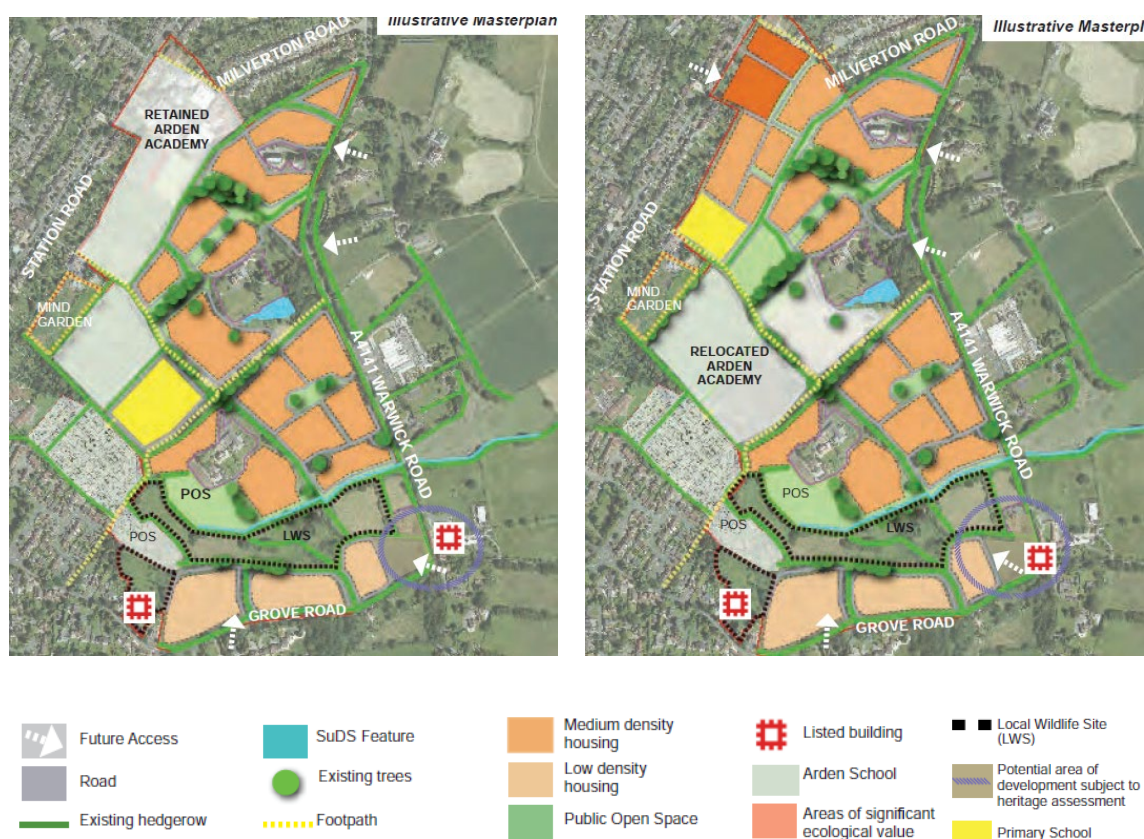 Illustrative Masterplan
MILVERTON ROAD
RETAINED
ARDEN
ACADEMY
STATION ROAD
MIND
GARDEN
A4141 WARWICK ROAD
POS
LWS
POS
GROVE ROAD
Illustrative Masterpl
MILVERTON ROAD
STATION ROAD
MIND
GARDEN
RELOCATED
ARDEN
ACADEMY
A4141 WARWICK ROAD
POS
LWS
POS
GROVE ROAD
Future Access
Road
Existing hedgerow
SuDS Feature
Existing trees
Footpath
Medium density
housing
Low density
housing
Public Open Space
Listed building
Arden School
Areas of significant
ecological value
Local Wildlife Site
(LWS)
Potential area of
development subject to
heritage assessment
Primary School